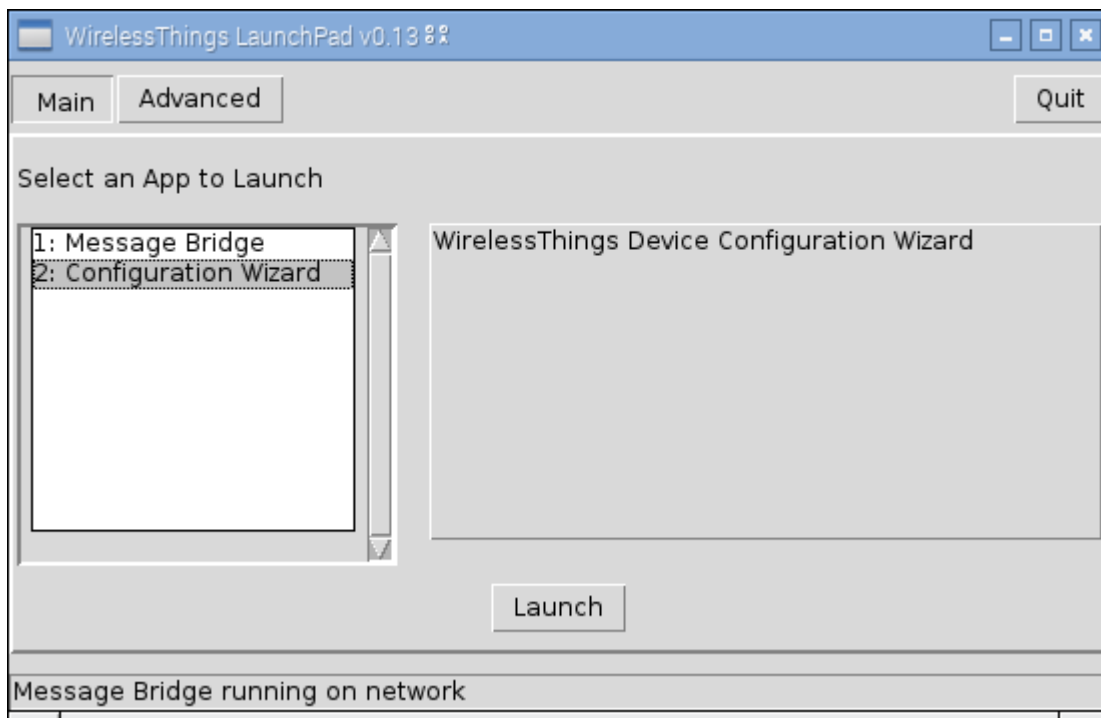 WirelessThings LaunchPad v0.13
Main
Advanced
Quit
Select an App to Launch
1: Message Bridge
2: Configuration Wizard
WirelessThings Device Configuration Wizard
Launch
Message Bridge running on network